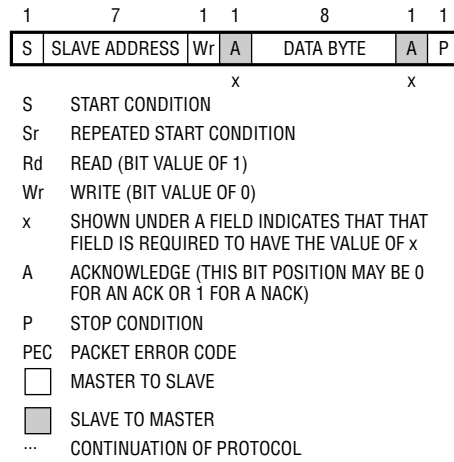 1 7 1 1 8 1 1
S SLAVE ADDRESS Wr A DATA BYTE A P
x x
S START CONDITION
Sr REPEATED START CONDITION
Rd READ (BIT VALUE OF 1)
Wr WRITE (BIT VALUE OF 0)
x SHOWN UNDER A FIELD INDICATES THAT THAT
FIELD IS REQUIRED TO HAVE THE VALUE OF x
A ACKNOWLEDGE (THIS BIT POSITION MAY BE 0
FOR AN ACK OR 1 FOR A NACK)
P STOP CONDITION
PEC PACKET ERROR CODE
MASTER TO SLAVE
SLAVE TO MASTER
... CONTINUATION OF PROTOCOL